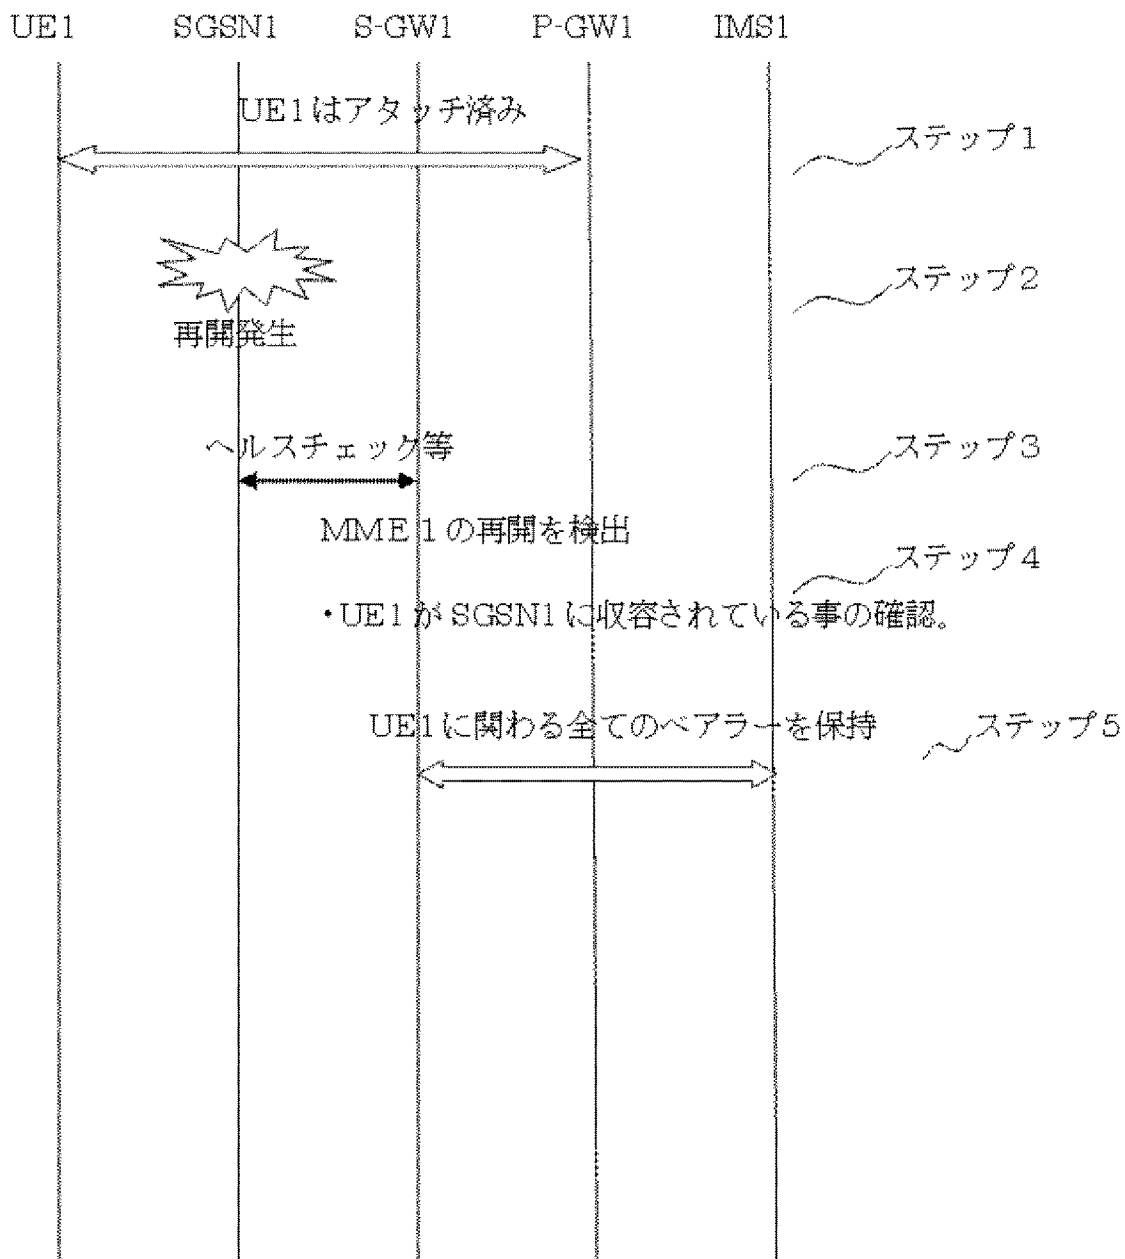 UE1 SGSN1 S-GW1 P-GW1 IMS1
UE1はアタッチ済み
ステップ1
ステップ2
再開発生
ヘルスチェック等
ステップ3
MME1の再開を検出
ステップ4
・UE1がSGSN1に収容されている事の確認。
UE1に関わる全てのベアラーを保持
ステップ5